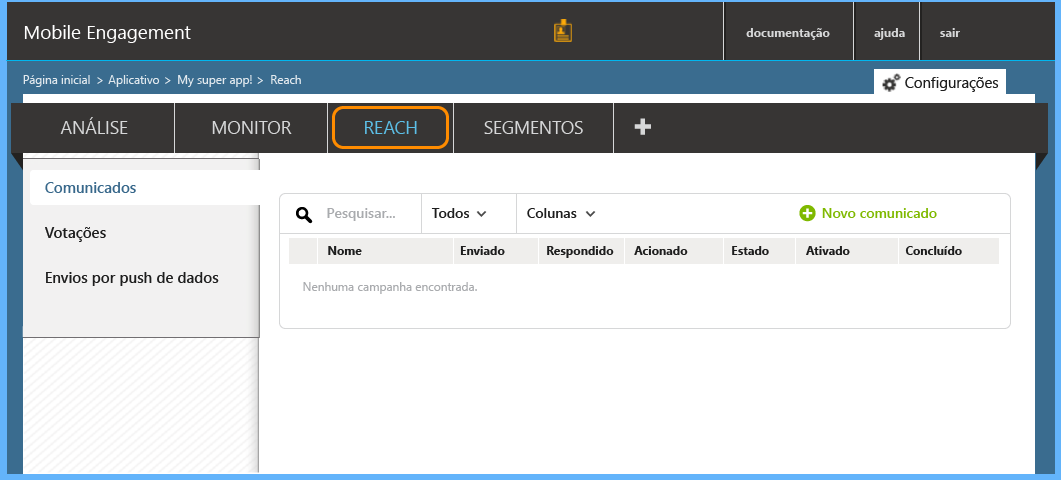 Mobile Engagement
documentação
ajuda
sair
Página inicial > Aplicativo > My super app! > Reach
Configurações
ANÁLISE
MONITOR
REACH
SEGMENTOS
Comunicados
Votações
Envios por push de dados
Pesquisar...
Todos
Colunas
Novo comunicado
Nome Enviado Respondido Acionado Estado Ativado Concluído
Nenhuma campanha encontrada.